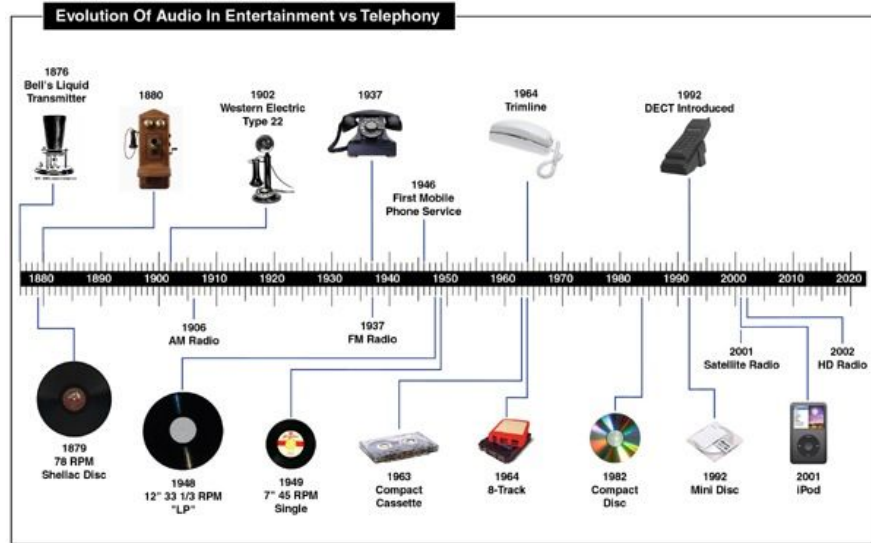 Evolution Of Audio In Entertainment vs Telephony
1876
Bell's Liquid
Transmitter
1880
1902
Western Electric
Type 22
1937
1946
First Mobile
Phone Service
1964
Trimline
1992
DECT Introduced
1880 1890 1900 1910 1920 1930 1940 1950 1960 1970 1980 1990 2000 2010 2020
1906
AM Radio
1937
FM Radio
2001
Satellite Radio
2002
HD Radio
1879
78 RPM
Shellac Disc
1948
12" 33 1/3 RPM
"LP"
1949
7" 45 RPM
Single
1963
Compact
Cassette
1964
8-Track
1982
Compact
Disc
1992
Mini Disc
2001
iPod